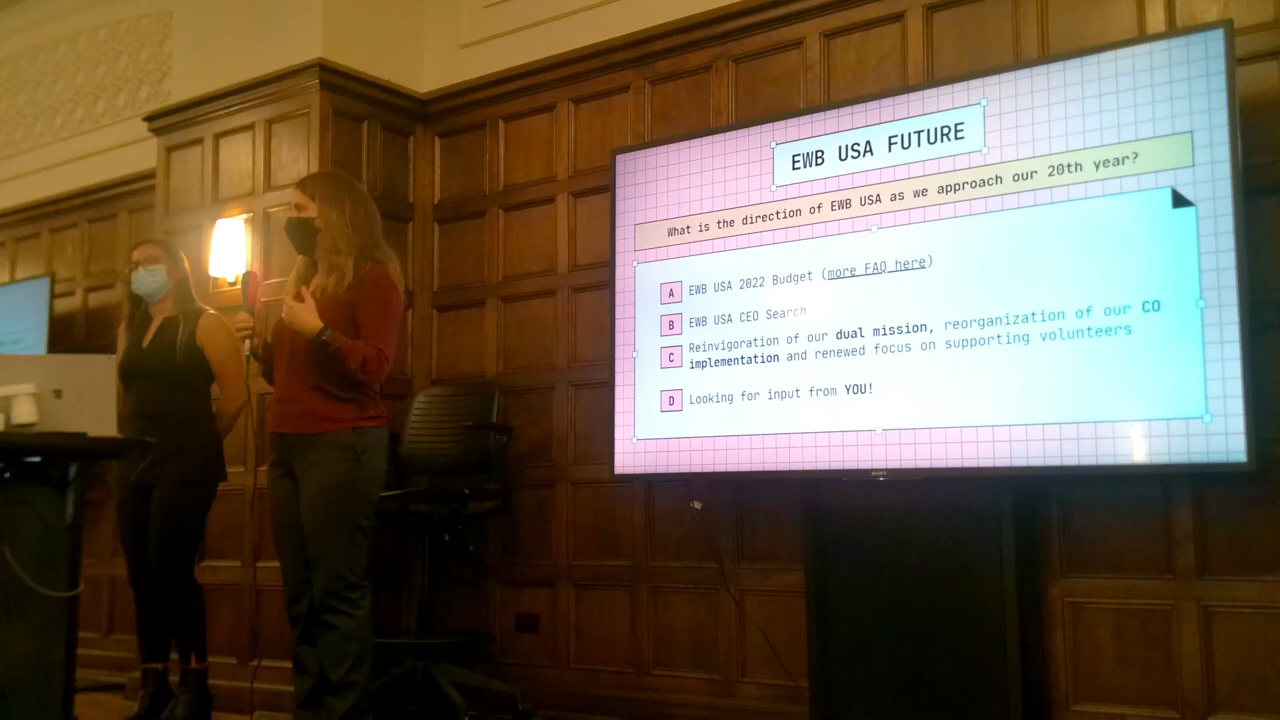 EWB USA FUTURE
What is the direction of EWB USA as we approach our 20th year?
A EWB USA 2022 Budget (more FAQ here)
B EWB USA CEO Search
C Reinvigoration of our dual mission, reorganization of our CO
implementation and renewed focus on supporting volunteers
D Looking for input from YOU!
SONY